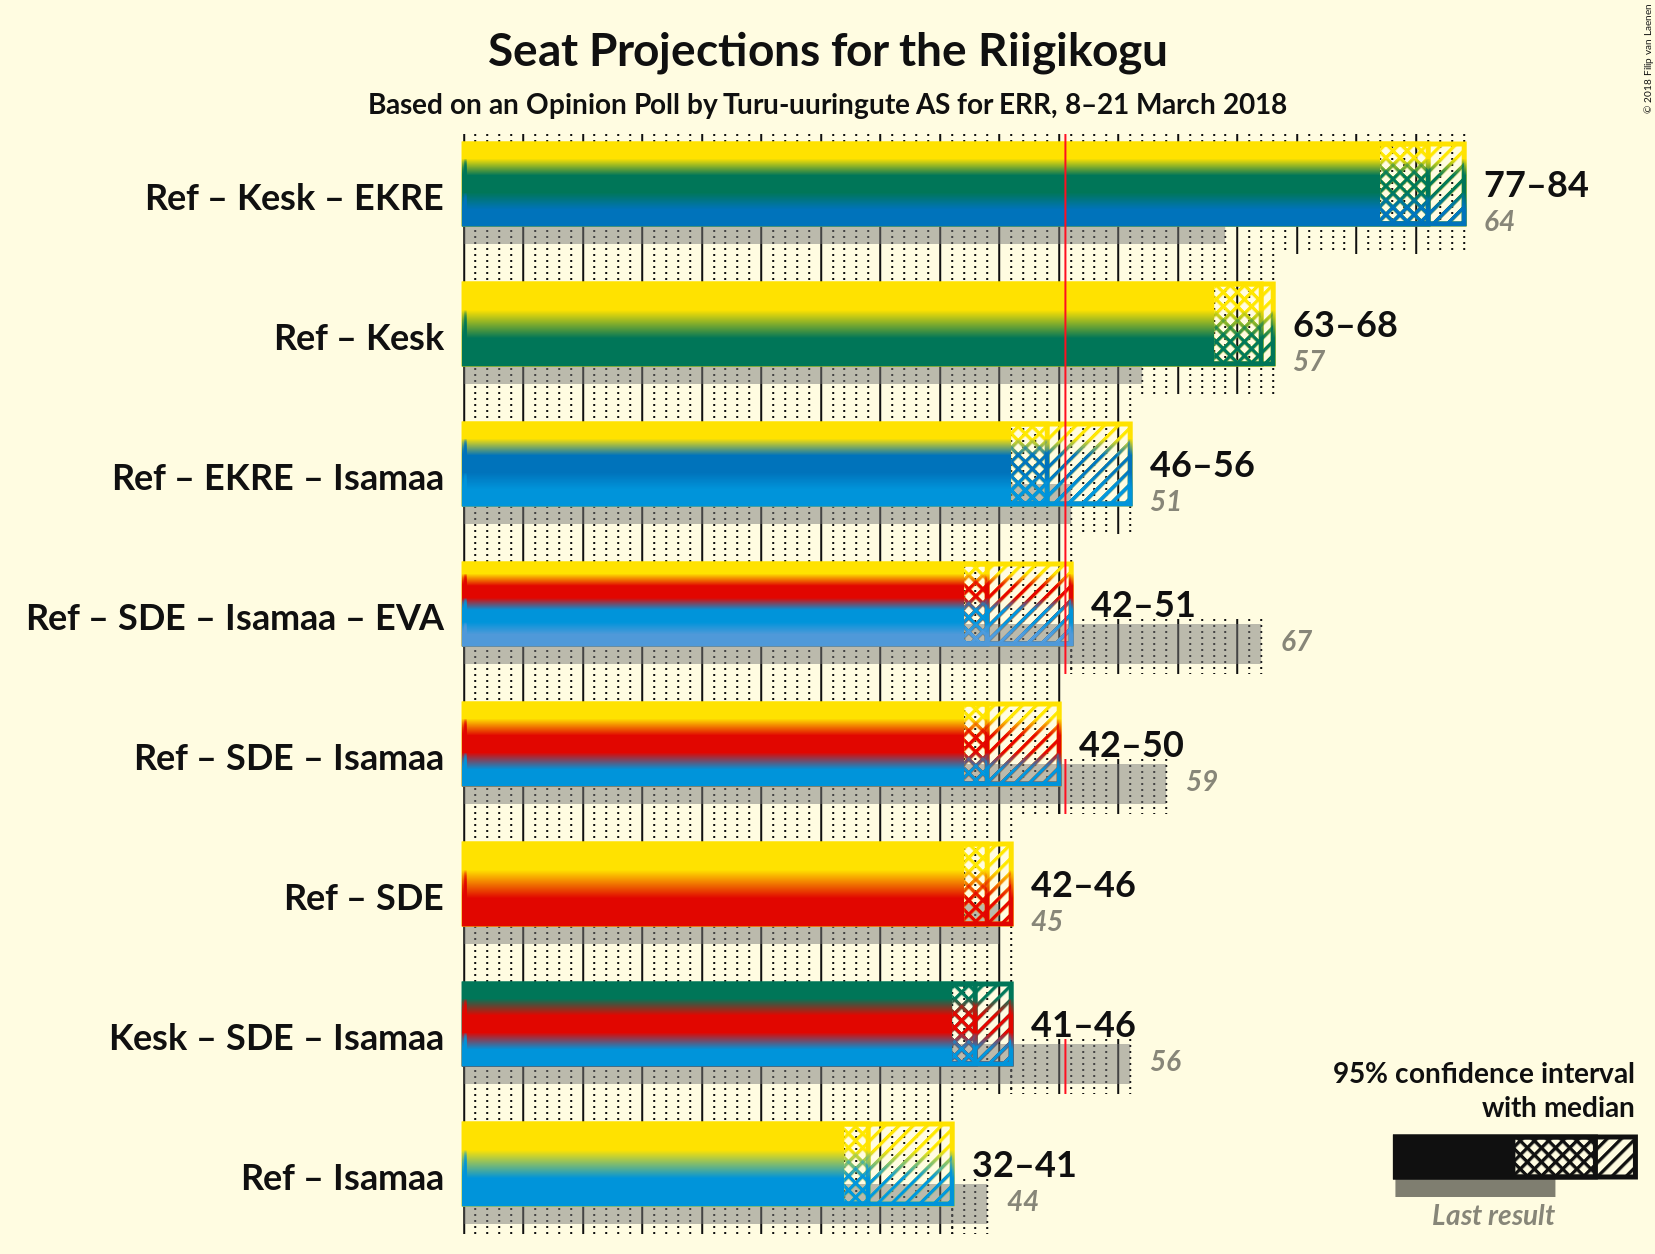 Seat Projections for the Riigikogu
Based on an Opinion Poll by Turu-uuringute AS for ERR, 8–21 March 2018
© 2018 Filip van Laenen
Ref – Kesk – EKRE
77–84
64
Ref – Kesk
63–68
57
Ref – EKRE – Isamaa
46–56
51
Ref – SDE – Isamaa – EVA
42–51
67
Ref – SDE – Isamaa
42–50
59
Ref – SDE
42–46
45
Kesk – SDE – Isamaa
41–46
56
Ref – Isamaa
32–41
44
95% confidence interval
with median
Last result